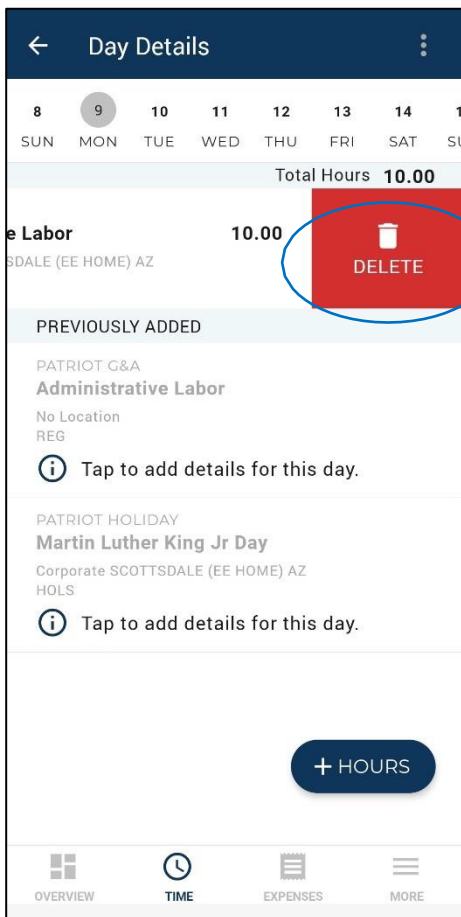 Day Details
8 9 10 11 12 13 14 1
SUN MON TUE WED THU FRI SAT SU
Total Hours 10.00
e Labor 10.00
SDALE (EE HOME) AZ
DELETE
PREVIOUSLY ADDED
PATRIOT G&A
Administrative Labor
No Location
REG
Tap to add details for this day.
PATRIOT HOLIDAY
Martin Luther King Jr Day
Corporate SCOTTSDALE (EE HOME) AZ
HOLS
Tap to add details for this day.
+ HOURS
OVERVIEW TIME EXPENSES MORE